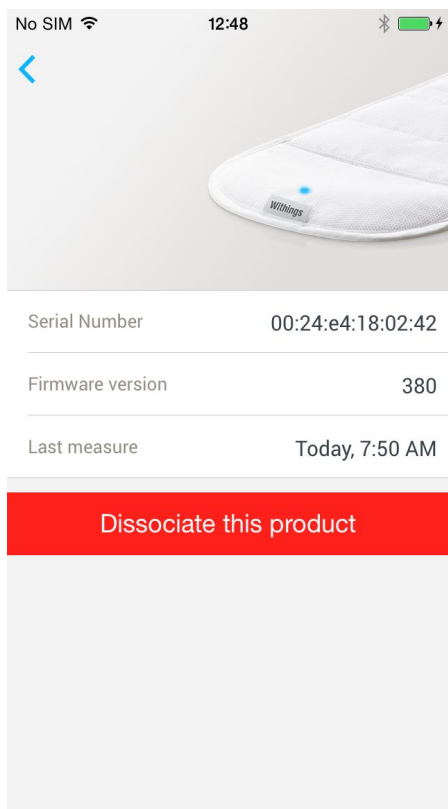 No SIM 12:48
Withings
Serial Number 00:24:e4:18:02:42
Firmware version 380
Last measure Today, 7:50 AM
Dissociate this product